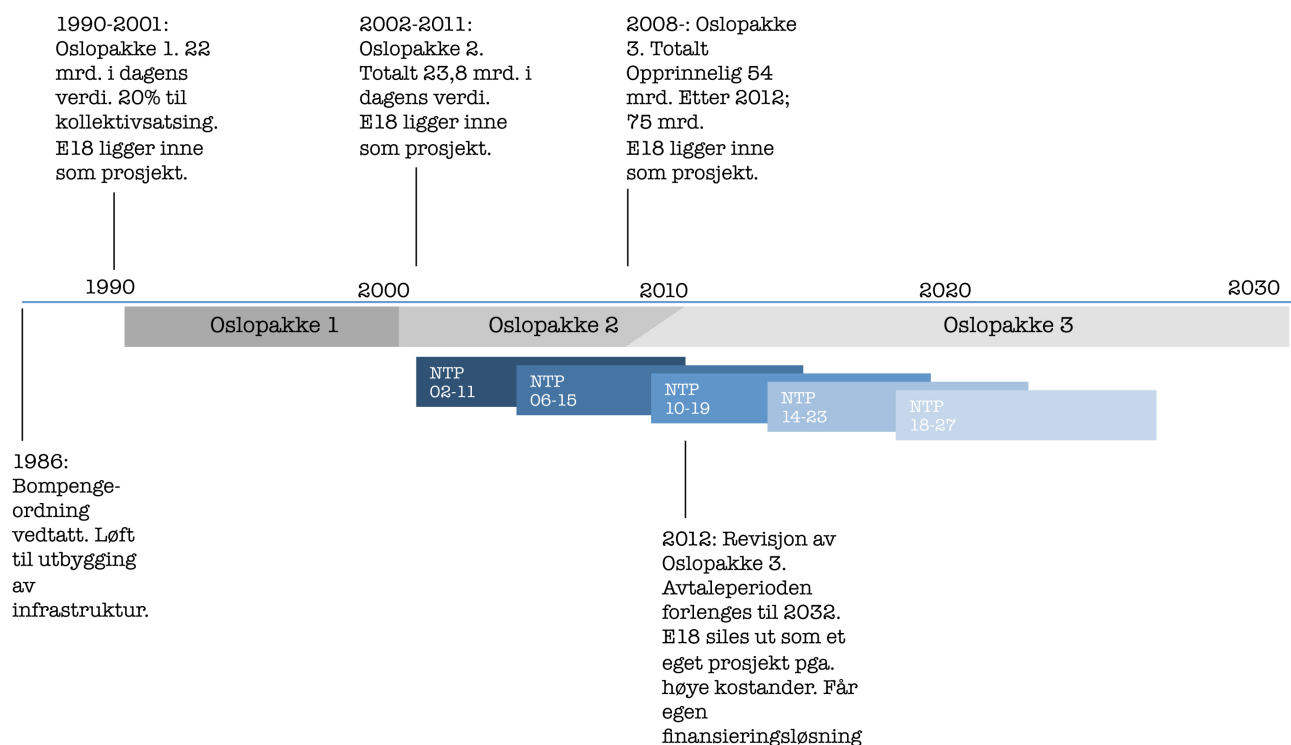 1990-2001:
Oslopakke 1. 22
mrd. i dagens
verdi. 20% til
kollektivsatsing.
E18 ligger inne
som prosjekt.
2002-2011:
Oslopakke 2.
Totalt 23,8 mrd. i
dagens verdi.
E18 ligger inne
som prosjekt.
2008-: Oslopakke
3. Totalt
Opprinnelig 54
mrd. Etter 2012;
75 mrd.
E18 ligger inne
som prosjekt.
1990
2000
2010
2020
2030
Oslopakke 1
Oslopakke 2
Oslopakke 3
NTP
02-11
NTP
06-15
NTP
10-19
NTP
14-23
NTP
18-27
1986:
Bompenge-
ordning
vedtatt. Løft
til utbygging
av
infrastruktur.
2012: Revisjon av
Oslopakke 3.
Avtaleperioden
forlenges til 2032.
E18 siles ut som et
eget prosjekt pga.
høye kostander. Får
egen
finansieringsløsning